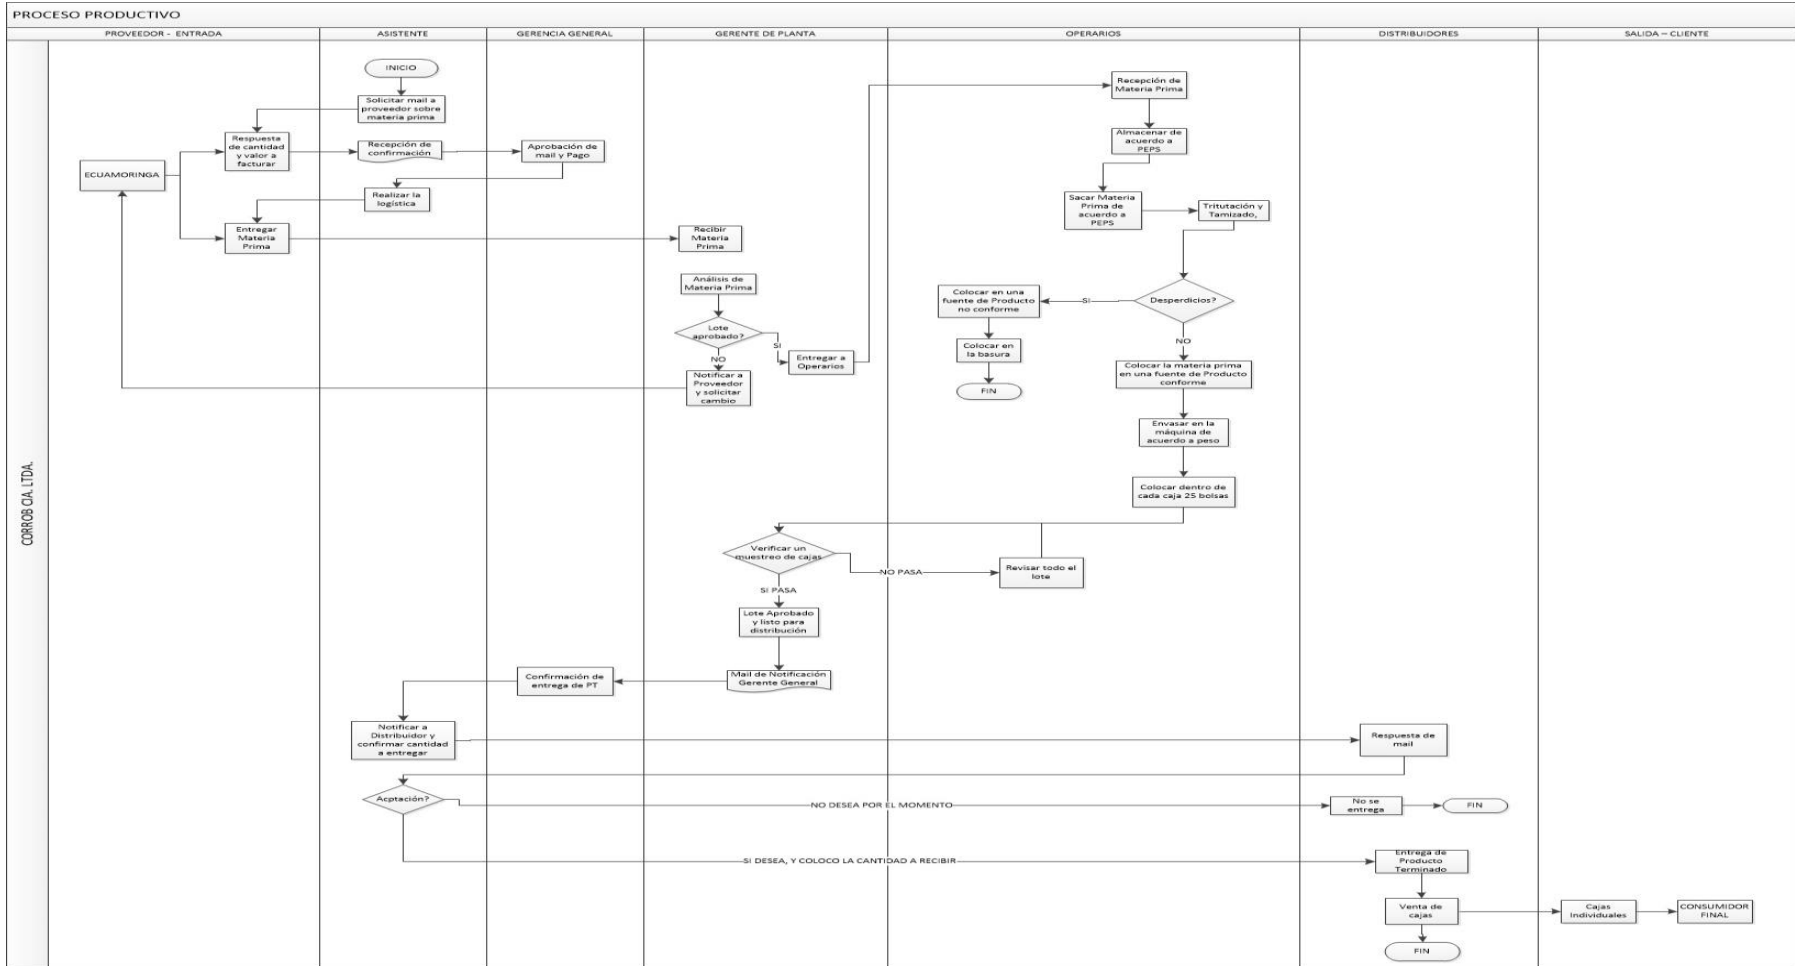 PROCESO PRODUCTIVO
PROVEEDOR - ENTRADA
ASISTENTE
GERENCIA GENERAL
GERENTE DE PLANTA
OPERARIOS
DISTRIBUIDORES
SALIDA – CLIENTE
CORROB CIA. LTDA.
INICIO
Solicitar mail a
proveedor sobre
materia prima
Respuesta
de cantidad
y valor a
facturar
Recepción de
confirmación
Aprobación de
mail y Pago
ECUAMORINGA
Realizar la
logística
Entregar
Materia
Prima
Recibir
Materia
Prima
Análisis de
Materia Prima
Lote
aprobado?
SI
NO
Entregar a
Operarios
Notificar a
Proveedor
y solicitar
cambio
Recepción de
Materia Prima
Almacenar de
acuerdo a
PEPS
Sacar Materia
Prima de
acuerdo a
PEPS
Tritutación y
Tamizado,
Desperdicios?
SI
Colocar en una
fuente de Producto
no conforme
Colocar en
la basura
FIN
NO
Colocar la materia prima
en una fuente de Producto
conforme
Envasar en la
máquina de
acuerdo a peso
Colocar dentro de
cada caja 25 bolsas
Verificar un
muestreo de cajas
NO PASA
Revisar todo el
lote
SI PASA
Lote Aprobado
y listo para
distribución
Mail de Notificación
Gerente General
Confirmación de
entrega de PT
Notificar a
Distribuidor y
confirmar cantidad
a entregar
Respuesta de
mail
Acptación?
NO DESEA POR EL MOMENTO
No se
entrega
FIN
SI DESEA, Y COLOCO LA CANTIDAD A RECIBIR
Entrega de
Producto
Terminado
Venta de
cajas
Cajas
Individuales
CONSUMIDOR
FINAL
FIN